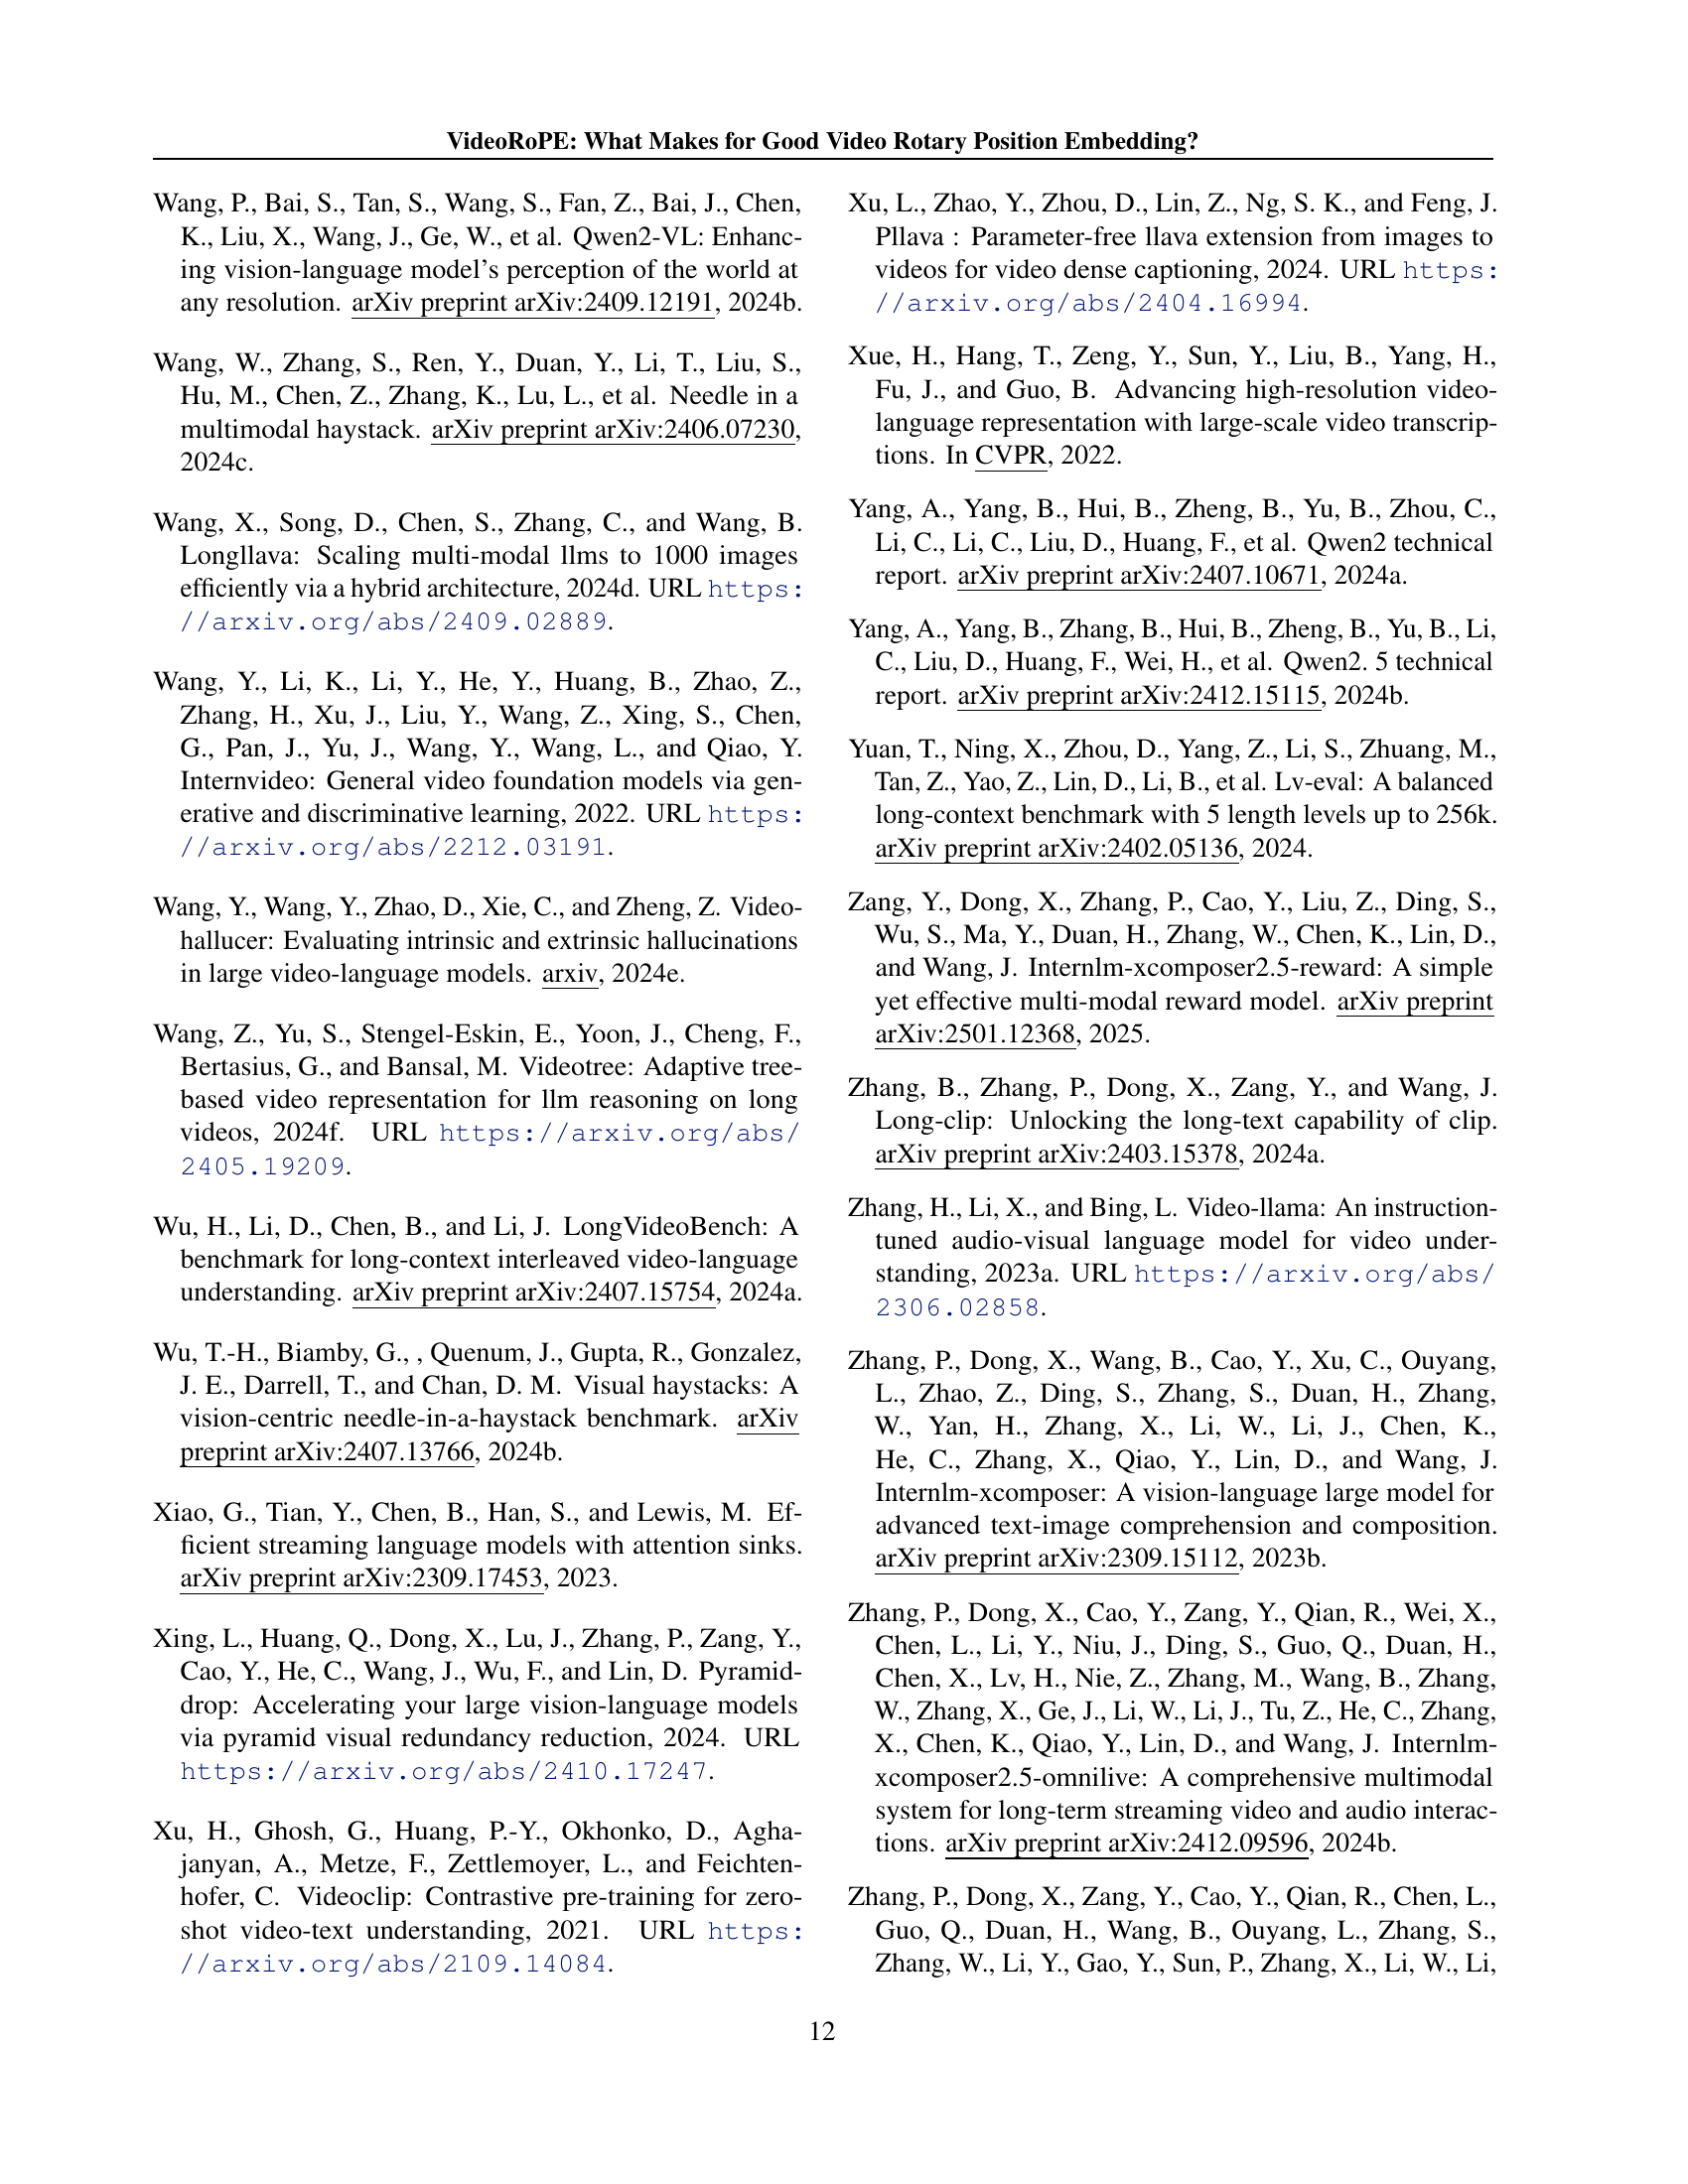 VideoRoPE: What Makes for Good Video Rotary Position Embedding?
Wang, P., Bai, S., Tan, S., Wang, S., Fan, Z., Bai, J., Chen,
K., Liu, X., Wang, J., Ge, W., et al. Qwen2-VL: Enhanc-
ing vision-language model's perception of the world at
any resolution. arXiv preprint arXiv:2409.12191, 2024b.
Wang, W., Zhang, S., Ren, Y., Duan, Y., Li, T., Liu, S.,
Hu, M., Chen, Z., Zhang, K., Lu, L., et al. Needle in a
multimodal haystack. arXiv preprint arXiv:2406.07230,
2024c.
Wang, X., Song, D., Chen, S., Zhang, C., and Wang, B.
Longllava: Scaling multi-modal llms to 1000 images
efficiently via a hybrid architecture, 2024d. URL https:
//arxiv.org/abs/2409.02889.
Wang, Y., Li, K., Li, Y., He, Y., Huang, B., Zhao, Z.,
Zhang, H., Xu, J., Liu, Y., Wang, Z., Xing, S., Chen,
G., Pan, J., Yu, J., Wang, Y., Wang, L., and Qiao, Y.
Internvideo: General video foundation models via gen-
erative and discriminative learning, 2022. URL https:
//arxiv.org/abs/2212.03191.
Wang, Y., Wang, Y., Zhao, D., Xie, C., and Zheng, Z. Video-
hallucer: Evaluating intrinsic and extrinsic hallucinations
in large video-language models. arxiv, 2024e.
Wang, Z., Yu, S., Stengel-Eskin, E., Yoon, J., Cheng, F.,
Bertasius, G., and Bansal, M. Videotree: Adaptive tree-
based video representation for llm reasoning on long
videos, 2024f. URL https://arxiv.org/abs/
2405.19209.
Wu, H., Li, D., Chen, B., and Li, J. LongVideoBench: A
benchmark for long-context interleaved video-language
understanding. arXiv preprint arXiv:2407.15754, 2024a.
Wu, T.-H., Biamby, G., , Quenum, J., Gupta, R., Gonzalez,
J. E., Darrell, T., and Chan, D. M. Visual haystacks: A
vision-centric needle-in-a-haystack benchmark. arXiv
preprint arXiv:2407.13766, 2024b.
Xiao, G., Tian, Y., Chen, B., Han, S., and Lewis, M. Ef-
ficient streaming language models with attention sinks.
arXiv preprint arXiv:2309.17453, 2023.
Xing, L., Huang, Q., Dong, X., Lu, J., Zhang, P., Zang, Y.,
Cao, Y., He, C., Wang, J., Wu, F., and Lin, D. Pyramid-
drop: Accelerating your large vision-language models
via pyramid visual redundancy reduction, 2024. URL
https://arxiv.org/abs/2410.17247.
Xu, H., Ghosh, G., Huang, P.-Y., Okhonko, D., Agha-
janyan, A., Metze, F., Zettlemoyer, L., and Feichten-
hofer, C. Videoclip: Contrastive pre-training for zero-
shot video-text understanding, 2021. URL https:
//arxiv.org/abs/2109.14084.
Xu, L., Zhao, Y., Zhou, D., Lin, Z., Ng, S. K., and Feng, J.
Pllava : Parameter-free llava extension from images to
videos for video dense captioning, 2024. URL https:
//arxiv.org/abs/2404.16994.
Xue, H., Hang, T., Zeng, Y., Sun, Y., Liu, B., Yang, H.,
Fu, J., and Guo, B. Advancing high-resolution video-
language representation with large-scale video transcrip-
tions. In CVPR, 2022.
Yang, A., Yang, B., Hui, B., Zheng, B., Yu, B., Zhou, C.,
Li, C., Li, C., Liu, D., Huang, F., et al. Qwen2 technical
report. arXiv preprint arXiv:2407.10671, 2024a.
Yang, A., Yang, B., Zhang, B., Hui, B., Zheng, B., Yu, B., Li,
C., Liu, D., Huang, F., Wei, H., et al. Qwen2. 5 technical
report. arXiv preprint arXiv:2412.15115, 2024b.
Yuan, T., Ning, X., Zhou, D., Yang, Z., Li, S., Zhuang, M.,
Tan, Z., Yao, Z., Lin, D., Li, B., et al. Lv-eval: A balanced
long-context benchmark with 5 length levels up to 256k.
arXiv preprint arXiv:2402.05136, 2024.
Zang, Y., Dong, X., Zhang, P., Cao, Y., Liu, Z., Ding, S.,
Wu, S., Ma, Y., Duan, H., Zhang, W., Chen, K., Lin, D.,
and Wang, J. Internlm-xcomposer2.5-reward: A simple
yet effective multi-modal reward model. arXiv preprint
arXiv:2501.12368, 2025.
Zhang, B., Zhang, P., Dong, X., Zang, Y., and Wang, J.
Long-clip: Unlocking the long-text capability of clip.
arXiv preprint arXiv:2403.15378, 2024a.
Zhang, H., Li, X., and Bing, L. Video-llama: An instruction-
tuned audio-visual language model for video under-
standing, 2023a. URL https://arxiv.org/abs/
2306.02858.
Zhang, P., Dong, X., Wang, B., Cao, Y., Xu, C., Ouyang,
L., Zhao, Z., Ding, S., Zhang, S., Duan, H., Zhang,
W., Yan, H., Zhang, X., Li, W., Li, J., Chen, K.,
He, C., Zhang, X., Qiao, Y., Lin, D., and Wang, J.
Internlm-xcomposer: A vision-language large model for
advanced text-image comprehension and composition.
arXiv preprint arXiv:2309.15112, 2023b.
Zhang, P., Dong, X., Cao, Y., Zang, Y., Qian, R., Wei, X.,
Chen, L., Li, Y., Niu, J., Ding, S., Guo, Q., Duan, H.,
Chen, X., Lv, H., Nie, Z., Zhang, M., Wang, B., Zhang,
W., Zhang, X., Ge, J., Li, W., Li, J., Tu, Z., He, C., Zhang,
X., Chen, K., Qiao, Y., Lin, D., and Wang, J. Internlm-
xcomposer2.5-omnilive: A comprehensive multimodal
system for long-term streaming video and audio interac-
tions. arXiv preprint arXiv:2412.09596, 2024b.
Zhang, P., Dong, X., Zang, Y., Cao, Y., Qian, R., Chen, L.,
Guo, Q., Duan, H., Wang, B., Ouyang, L., Zhang, S.,
Zhang, W., Li, Y., Gao, Y., Sun, P., Zhang, X., Li, W., Li,
12